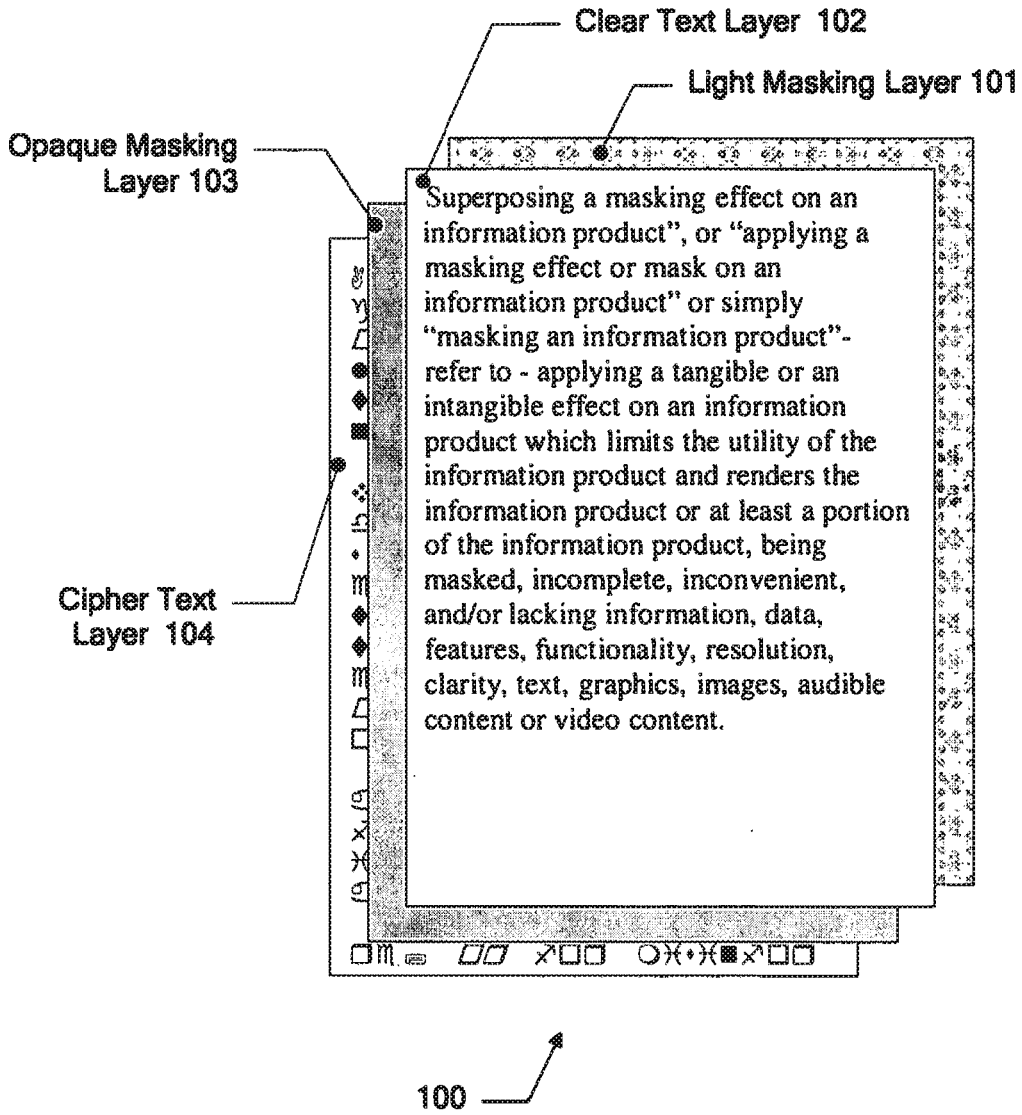 Clear Text Layer 102
Light Masking Layer 101
Opaque Masking
Layer 103
Superposing a masking effect on an
information product”, or “applying a
masking effect or mask on an
information product” or simply
“masking an information product”-
refer to - applying a tangible or an
intangible effect on an information
product which limits the utility of the
information product and renders the
information product or at least a portion
of the information product, being
masked, incomplete, inconvenient,
and/or lacking information, data,
features, functionality, resolution,
clarity, text, graphics, images, audible
content or video content.
Cipher Text
Layer 104
100